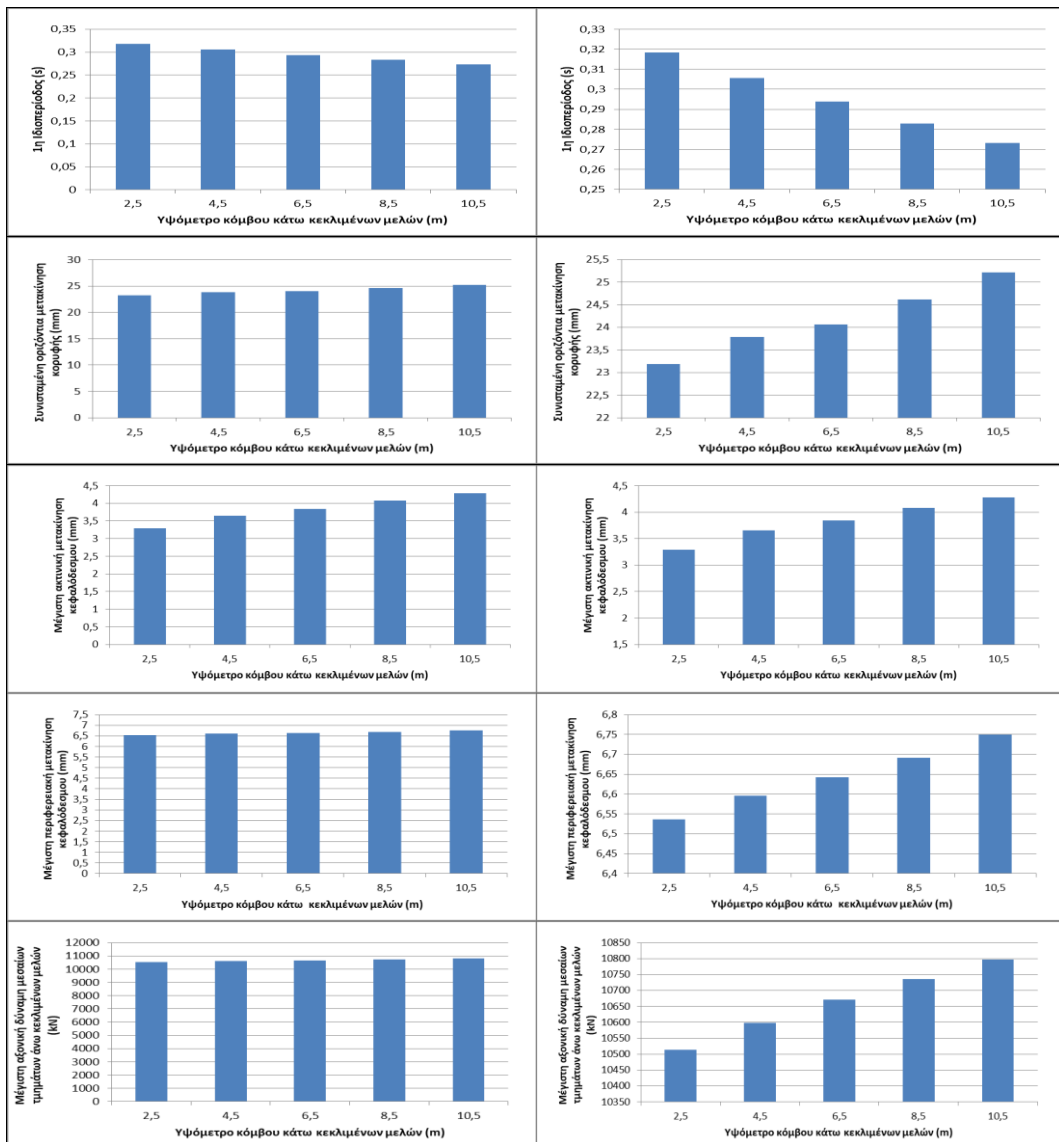 1η Ιδιοπερίοδος (s)
0,35
0,3
0,25
0,2
0,15
0,1
0,05
0
2,5 4,5 6,5 8,5 10,5
Υψόμετρο κόμβου κάτω κεκλιμένων μελών (m)
1η Ιδιοπερίοδος (s)
0,33
0,32
0,31
0,3
0,29
0,28
0,27
0,26
0,25
2,5 4,5 6,5 8,5 10,5
Υψόμετρο κόμβου κάτω κεκλιμένων μελών (m)
Συνισταμένη οριζόντια μετακίνηση
κορυφής (mm)
30
25
20
15
10
5
0
2,5 4,5 6,5 8,5 10,5
Υψόμετρο κόμβου κάτω κεκλιμένων μελών (m)
Συνισταμένη οριζόντια μετακίνηση
κορυφής (mm)
25,5
25
24,5
24
23,5
23
22,5
22
2,5 4,5 6,5 8,5 10,5
Υψόμετρο κόμβου κάτω κεκλιμένων μελών (m)
Μέγιστη ακτινική μετακίνηση
κεφαλόδεσμου (mm)
4,5
4
3,5
3
2,5
2
1,5
1
0,5
0
2,5 4,5 6,5 8,5 10,5
Υψόμετρο κόμβου κάτω κεκλιμένων μελών (m)
Μέγιστη ακτινική μετακίνηση
κεφαλόδεσμου (mm)
4,5
4
3,5
3
2,5
2
1,5
2,5 4,5 6,5 8,5 10,5
Υψόμετρο κόμβου κάτω κεκλιμένων μελών (m)
Μέγιστη περιφερειακή μετακίνηση
κεφαλόδεσμου (mm)
7,5
7
6,5
6
5,5
5
4,5
4
3,5
3
2,5
2
1,5
1
0,5
0
2,5 4,5 6,5 8,5 10,5
Υψόμετρο κόμβου κάτω κεκλιμένων μελών (m)
Μέγιστη περιφερειακή μετακίνηση
κεφαλόδεσμου (mm)
6,8
6,75
6,7
6,65
6,6
6,55
6,5
6,45
6,4
2,5 4,5 6,5 8,5 10,5
Υψόμετρο κόμβου κάτω κεκλιμένων μελών (m)
Μέγιστη αξονική δύναμη μεσαίων
τμημάτων άνω κεκλιμένων μελών
(kN)
12000
11000
10000
9000
8000
7000
6000
5000
4000
3000
2000
1000
0
2,5 4,5 6,5 8,5 10,5
Υψόμετρο κόμβου κάτω κεκλιμένων μελών (m)
Μέγιστη αξονική δύναμη μεσαίων
τμημάτων άνω κεκλιμένων μελών
(kN)
10850
10800
10750
10700
10650
10600
10550
10500
10450
10400
10350
2,5 4,5 6,5 8,5 10,5
Υψόμετρο κόμβου κάτω κεκλιμένων μελών (m)